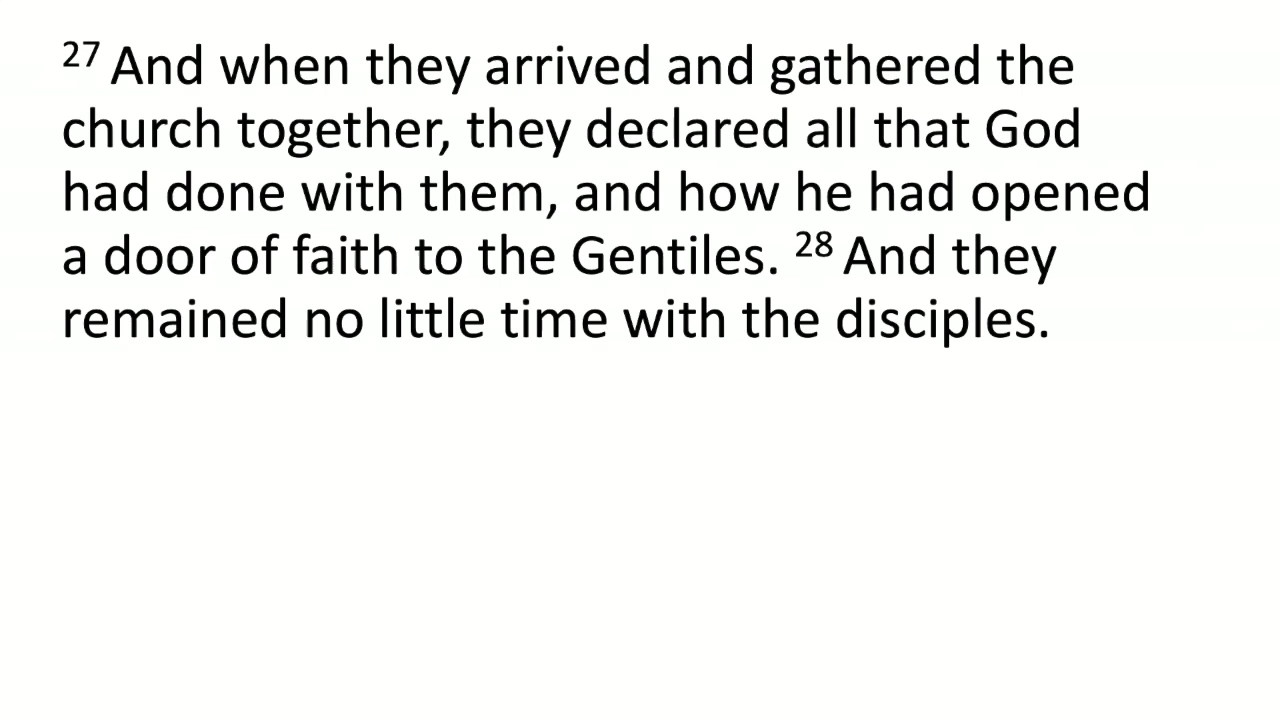 27 And when they arrived and gathered the
church together, they declared all that God
had done with them, and how he had opened
a door of faith to the Gentiles. 28 And they
remained no little time with the disciples.